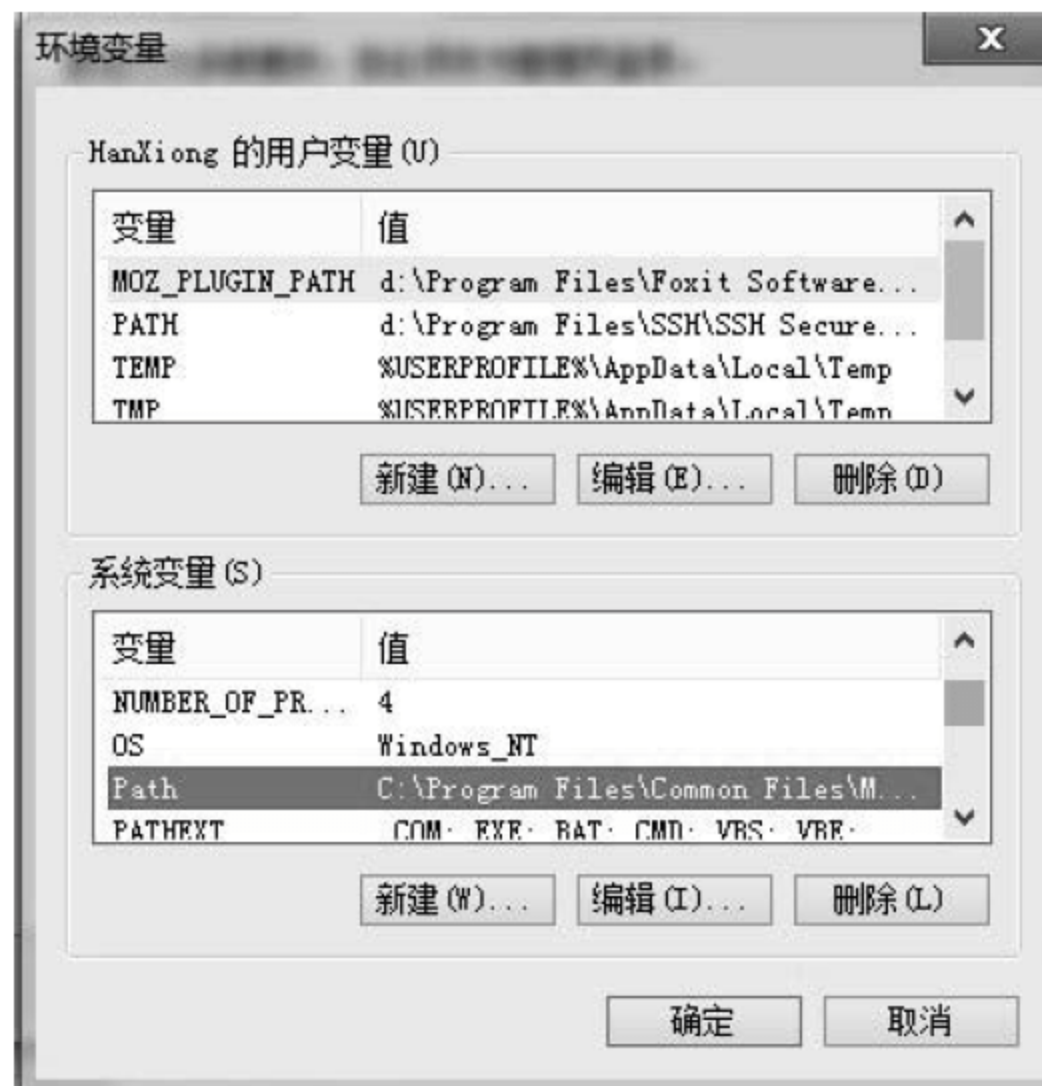 环境变量
HanXiong 的用户变量(U)
变量 值
MOZ_PLUGIN_PATH d:\Program Files\Foxit Software...
PATH d:\Program Files\SSH\SSH Secure...
TEMP %USERPROFILE%\AppData\Local\Temp
TMP %USERPROFILE%\AppData\Local\Temp
新建(N)... 编辑(E)... 删除(D)
系统变量(S)
变量 值
NUMBER_OF_PR... 4
OS Windows_NT
Path C:\Program Files\Common Files\M...
PATHEXT .COM;.EXE;.BAT;.CMD;.VBS;.VBE;
新建(W)... 编辑(I)... 删除(L)
确定 取消